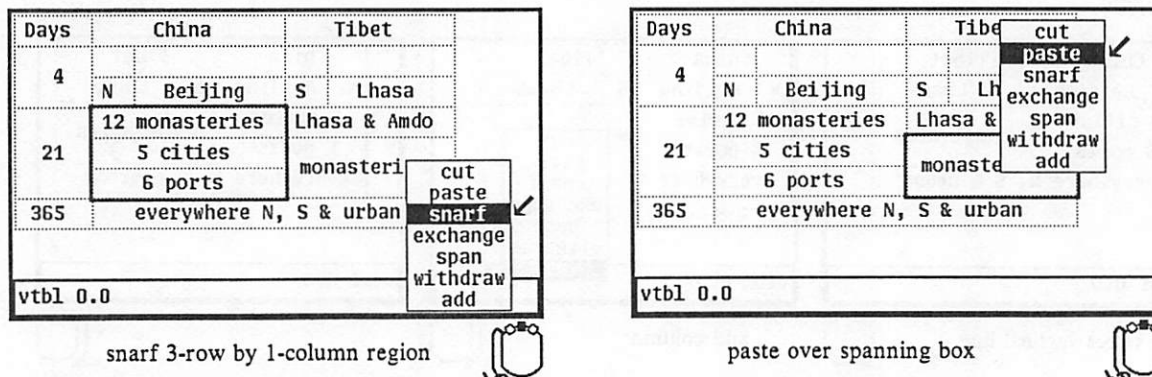 Days China Tibet
4
N Beijing S Lhasa
12 monasteries Lhasa & Amdo
21 5 cities
monasteri
6 ports
365 everywhere N, S & urban
cut
paste
snarf
exchange
span
withdraw
add
vtbl 0.0
snarf 3-row by 1-column region
Days China Tibe
4
N Beijing S Lh
12 monasteries Lhasa &
21 5 cities
monaste
6 ports
365 everywhere N, S & urban
cut
paste
snarf
exchange
span
withdraw
add
vtbl 0.0
paste over spanning box